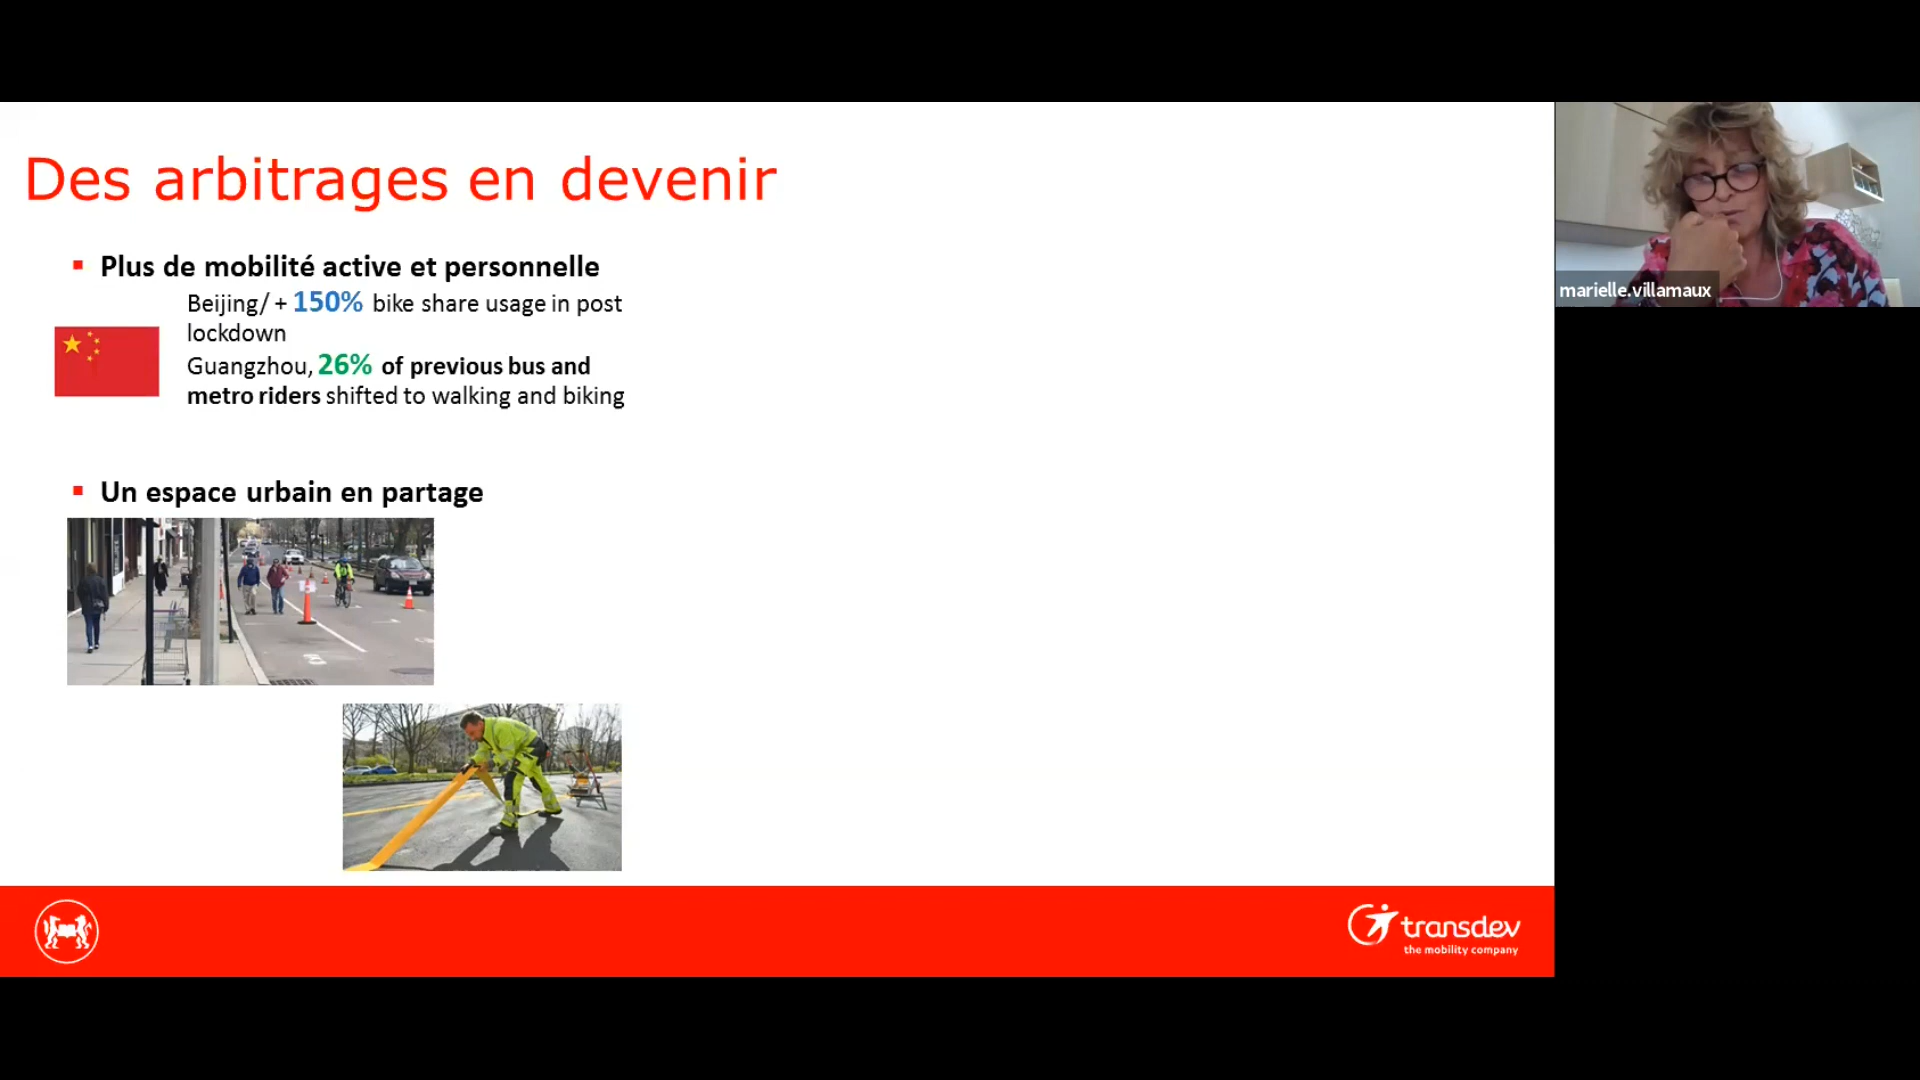 Des arbitrages en devenir
Plus de mobilité active et personnelle
Beijing/ + 150% bike share usage in post
lockdown
Guangzhou, 26% of previous bus and
metro riders shifted to walking and biking
Un espace urbain en partage
marielle.villamaux
transdev
the mobility company